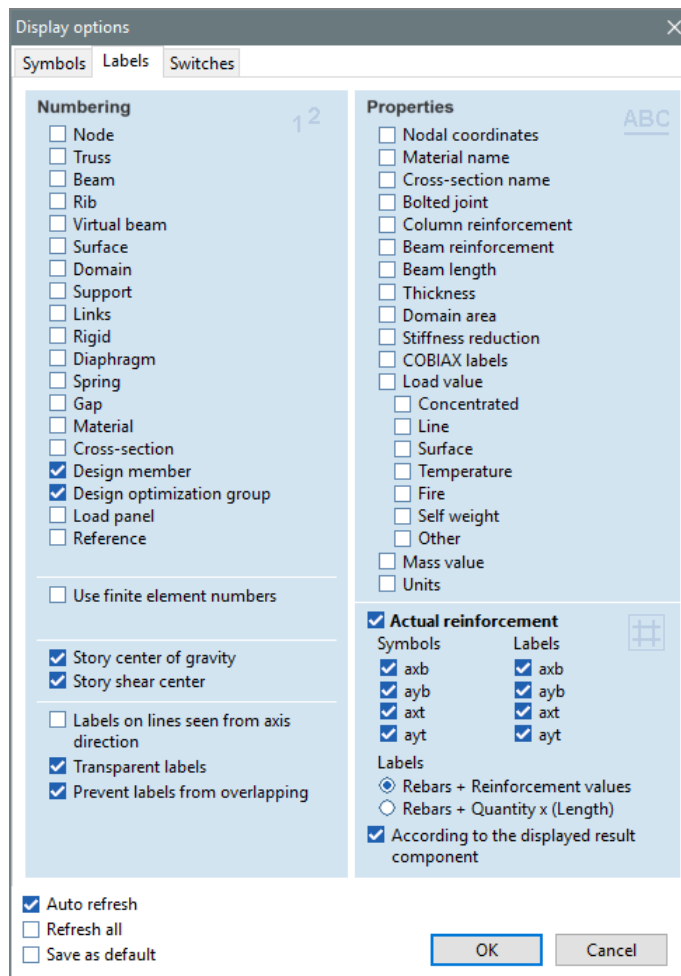 Display options
Symbols
Labels
Switches
Numbering
1 2
Node
Truss
Beam
Rib
Virtual beam
Surface
Domain
Support
Links
Rigid
Diaphragm
Spring
Gap
Material
Cross-section
Design member
Design optimization group
Load panel
Reference
Use finite element numbers
Story center of gravity
Story shear center
Labels on lines seen from axis
direction
Transparent labels
Prevent labels from overlapping
Properties
ABC
Nodal coordinates
Material name
Cross-section name
Bolted joint
Column reinforcement
Beam reinforcement
Beam length
Thickness
Domain area
Stiffness reduction
COBIAX labels
Load value
Concentrated
Line
Surface
Temperature
Fire
Self weight
Other
Mass value
Units
Actual reinforcement
Symbols Labels
axb axb
ayb ayb
axt axt
ayt ayt
Labels
Rebars + Reinforcement values
Rebars + Quantity x (Length)
According to the displayed result
component
Auto refresh
Refresh all
Save as default
OK
Cancel